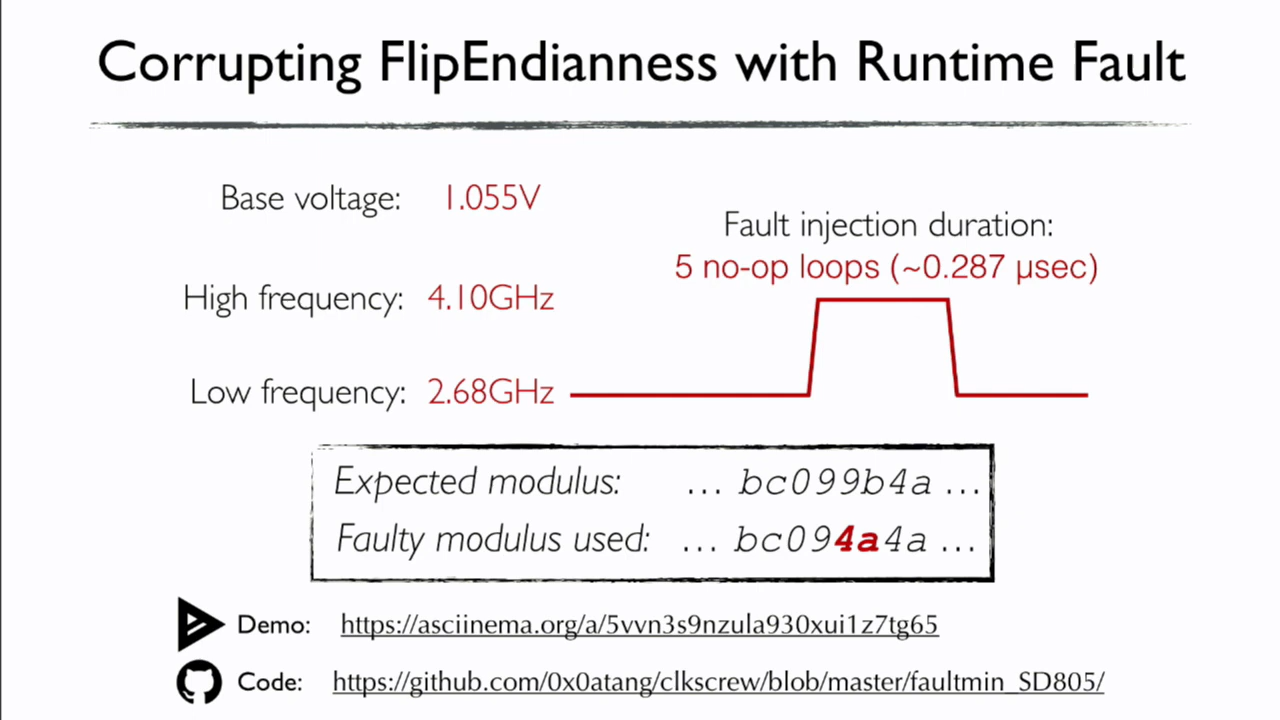 Corrupting FlipEndianness with Runtime Fault
Base voltage: 1.055V
Fault injection duration:
5 no-op loops (~0.287 μsec)
High frequency: 4.10GHz
Low frequency: 2.68GHz
Expected modulus: ... bc099b4a ...
Faulty modulus used: ... bc094a4a ...
Demo: https://asciinema.org/a/5vvn3s9nzula930xui1z7tg65
Code: https://github.com/0x0atang/clkscrew/blob/master/faultmin_SD805/